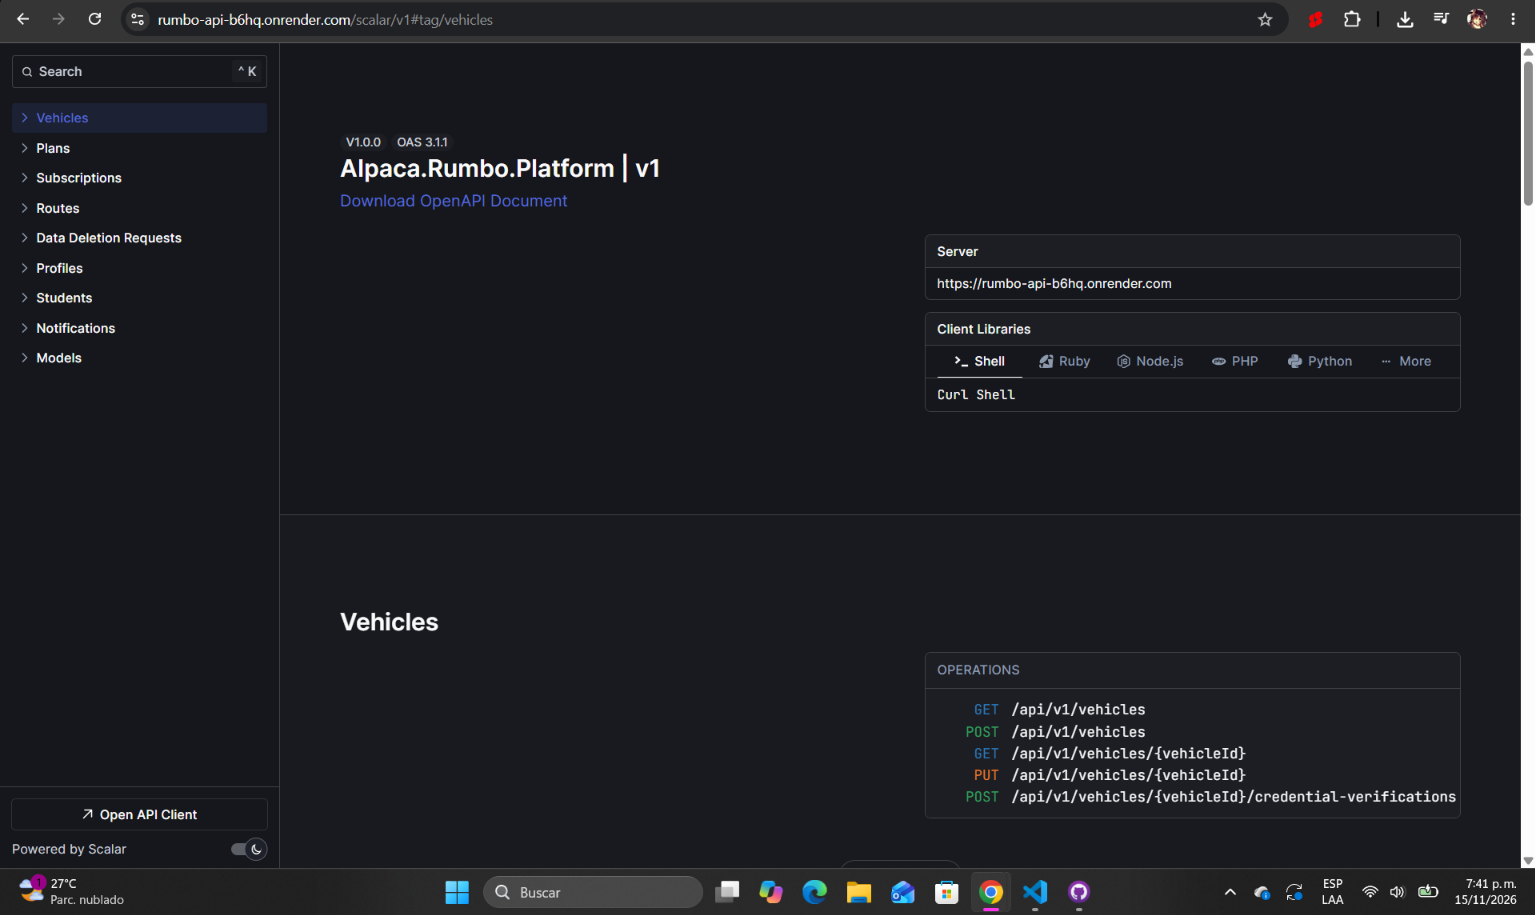 rumbo-api-b6hq.onrender.com/scalar/v1#tag/vehicles
Search
^ K
Vehicles
Plans
Subscriptions
Routes
Data Deletion Requests
Profiles
Students
Notifications
Models
Open API Client
Powered by Scalar
V1.0.0 OAS 3.1.1
Alpaca.Rumbo.Platform | v1
Download OpenAPI Document
Server
https://rumbo-api-b6hq.onrender.com
Client Libraries
Shell Ruby Node.js PHP Python More
Curl Shell
Vehicles
OPERATIONS
GET /api/v1/vehicles
POST /api/v1/vehicles
GET /api/v1/vehicles/{vehicleId}
PUT /api/v1/vehicles/{vehicleId}
POST /api/v1/vehicles/{vehicleId}/credential-verifications
1
27°C
Parc. nublado
Buscar
ESP
LAA
7:41 p. m.
15/11/2026